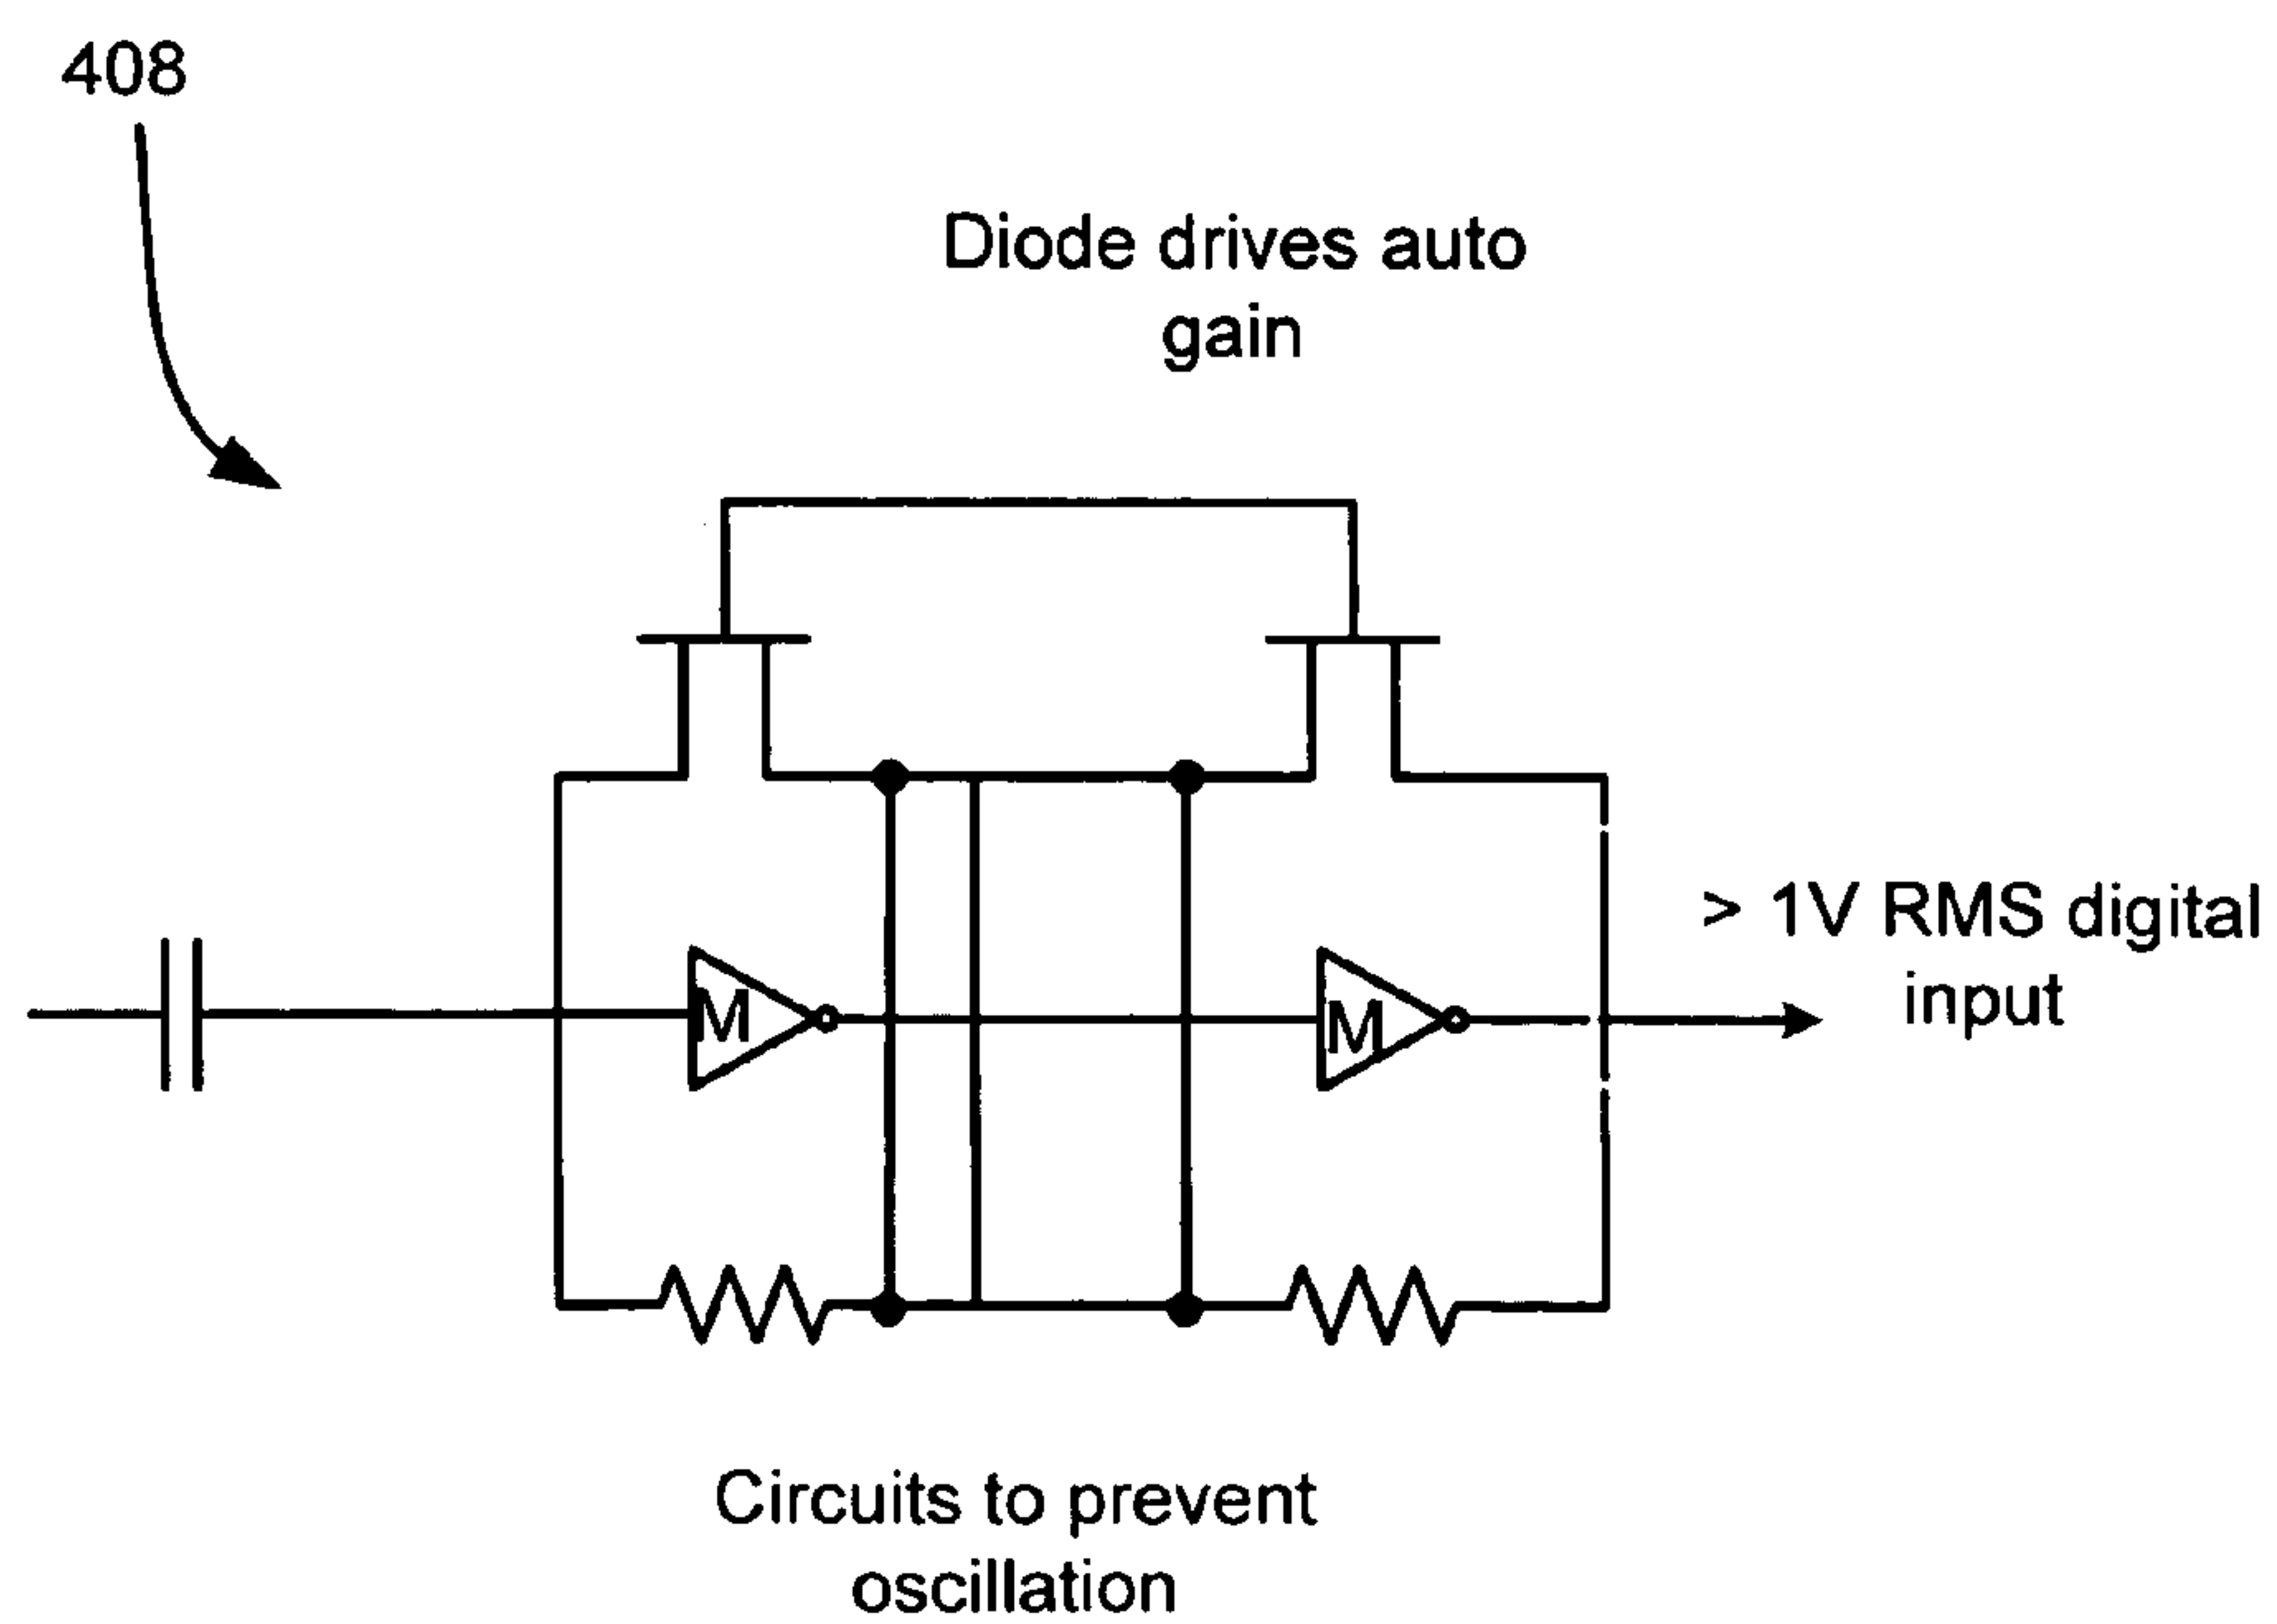 408
Diode drives auto
gain
M
M
> 1V RMS digital
input
Circuits to prevent
oscillation